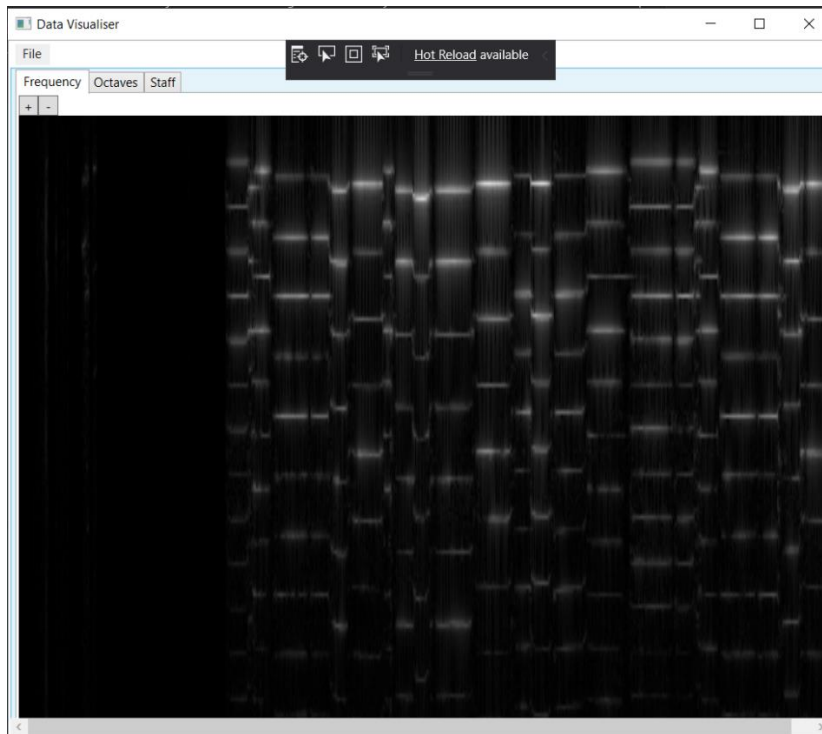 Data Visualiser
File
Hot Reload available
Frequency Octaves Staff
+ -